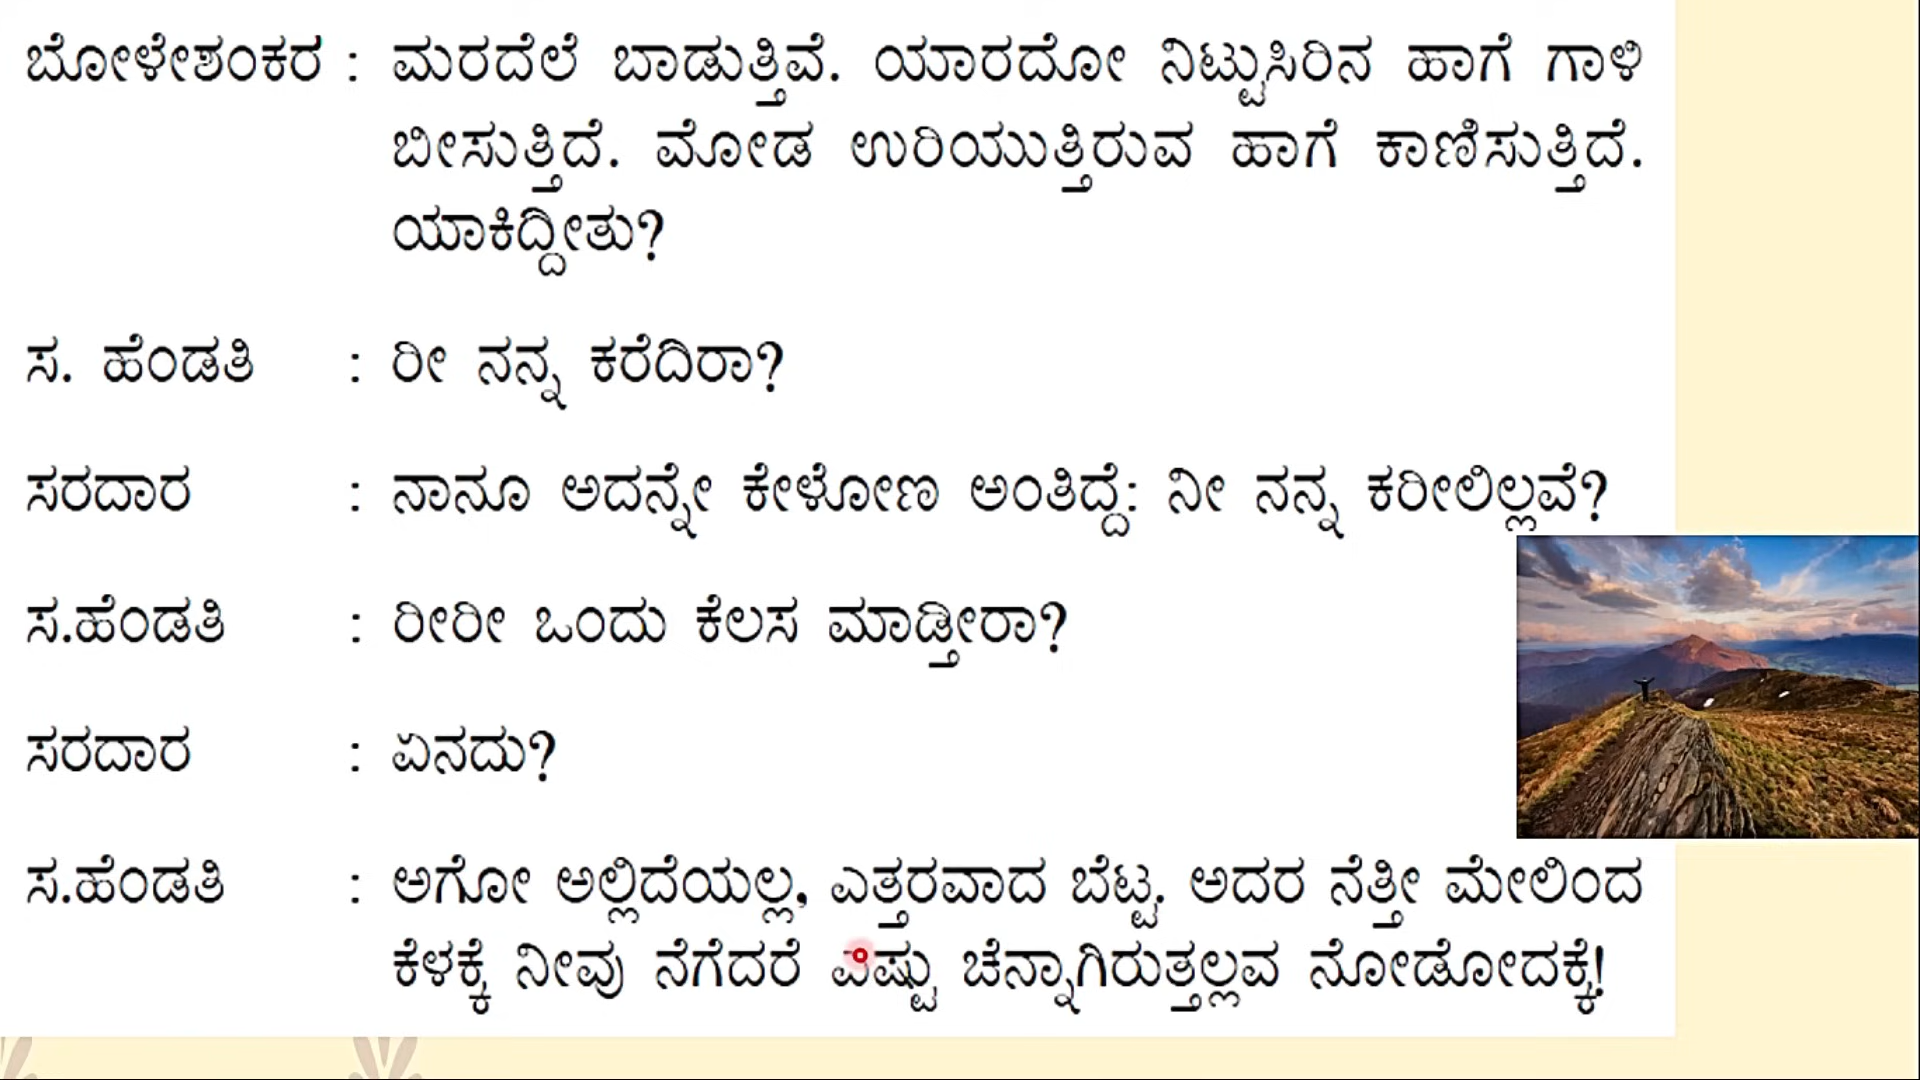 ಬೋಳೇಶಂಕರ : ಮರದೆಲೆ ಬಾಡುತ್ತಿವೆ. ಯಾರದೋ ನಿಟ್ಟುಸಿರಿನ ಹಾಗೆ ಗಾಳಿ
ಬೀಸುತ್ತಿದೆ. ಮೋಡ ಉರಿಯುತ್ತಿರುವ ಹಾಗೆ ಕಾಣಿಸುತ್ತಿದೆ.
ಯಾಕಿದ್ದೀತು?
ಸ. ಹೆಂಡತಿ : ರೀ ನನ್ನ ಕರೆದಿರಾ?
ಸರದಾರ : ನಾನೂ ಅದನ್ನೇ ಕೇಳೋಣ ಅಂತಿದ್ದೆ: ನೀ ನನ್ನ ಕರೀಲಿಲ್ಲವೆ?
ಸ.ಹೆಂಡತಿ : ರೀರೀ ಒಂದು ಕೆಲಸ ಮಾಡ್ತೀರಾ?
ಸರದಾರ : ಏನದು?
ಸ.ಹೆಂಡತಿ : ಅಗೋ ಅಲ್ಲಿದೆಯಲ್ಲ, ಎತ್ತರವಾದ ಬೆಟ್ಟ. ಅದರ ನೆತ್ತೀ ಮೇಲಿಂದ
ಕೆಳಕ್ಕೆ ನೀವು ನೆಗೆದರೆ ಎಷ್ಟು ಚೆನ್ನಾಗಿರುತ್ತಲ್ಲವ ನೋಡೋದಕ್ಕೆ!